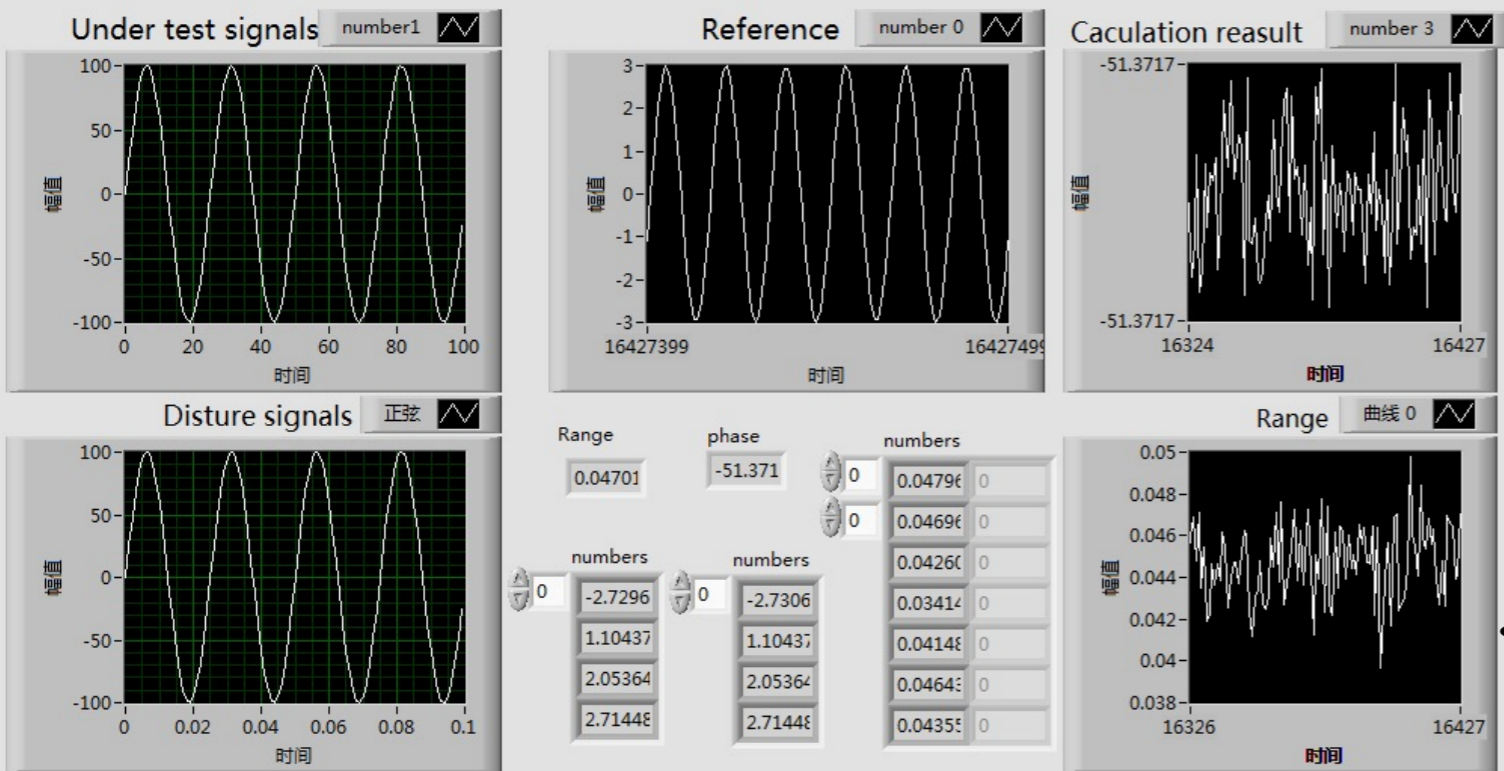 Under test signals
number1
100
50
0
-50
-100
幅值
0
20
40
60
80
100
时间
Reference
number 0
3
2
1
0
-1
-2
-3
幅值
16427399
16427499
时间
Caculation reasult
number 3
-51.3717
-51.3717
幅值
16324
16427
时间
Disture signals
正弦
100
50
0
-50
-100
幅值
0
0.02
0.04
0.06
0.08
0.1
时间
Range
0.04701
phase
-51.371
numbers
0
0
0.04796
0
0.04696
0
0.0426
0
0.03414
0
0.04148
0
0.0464
0
0.0435
0
numbers
0
-2.7296
1.10437
2.05364
2.71448
numbers
0
-2.7306
1.10437
2.05364
2.71448
Range
曲线 0
0.05
0.048
0.046
0.044
0.042
0.04
0.038
幅值
16326
16427
时间